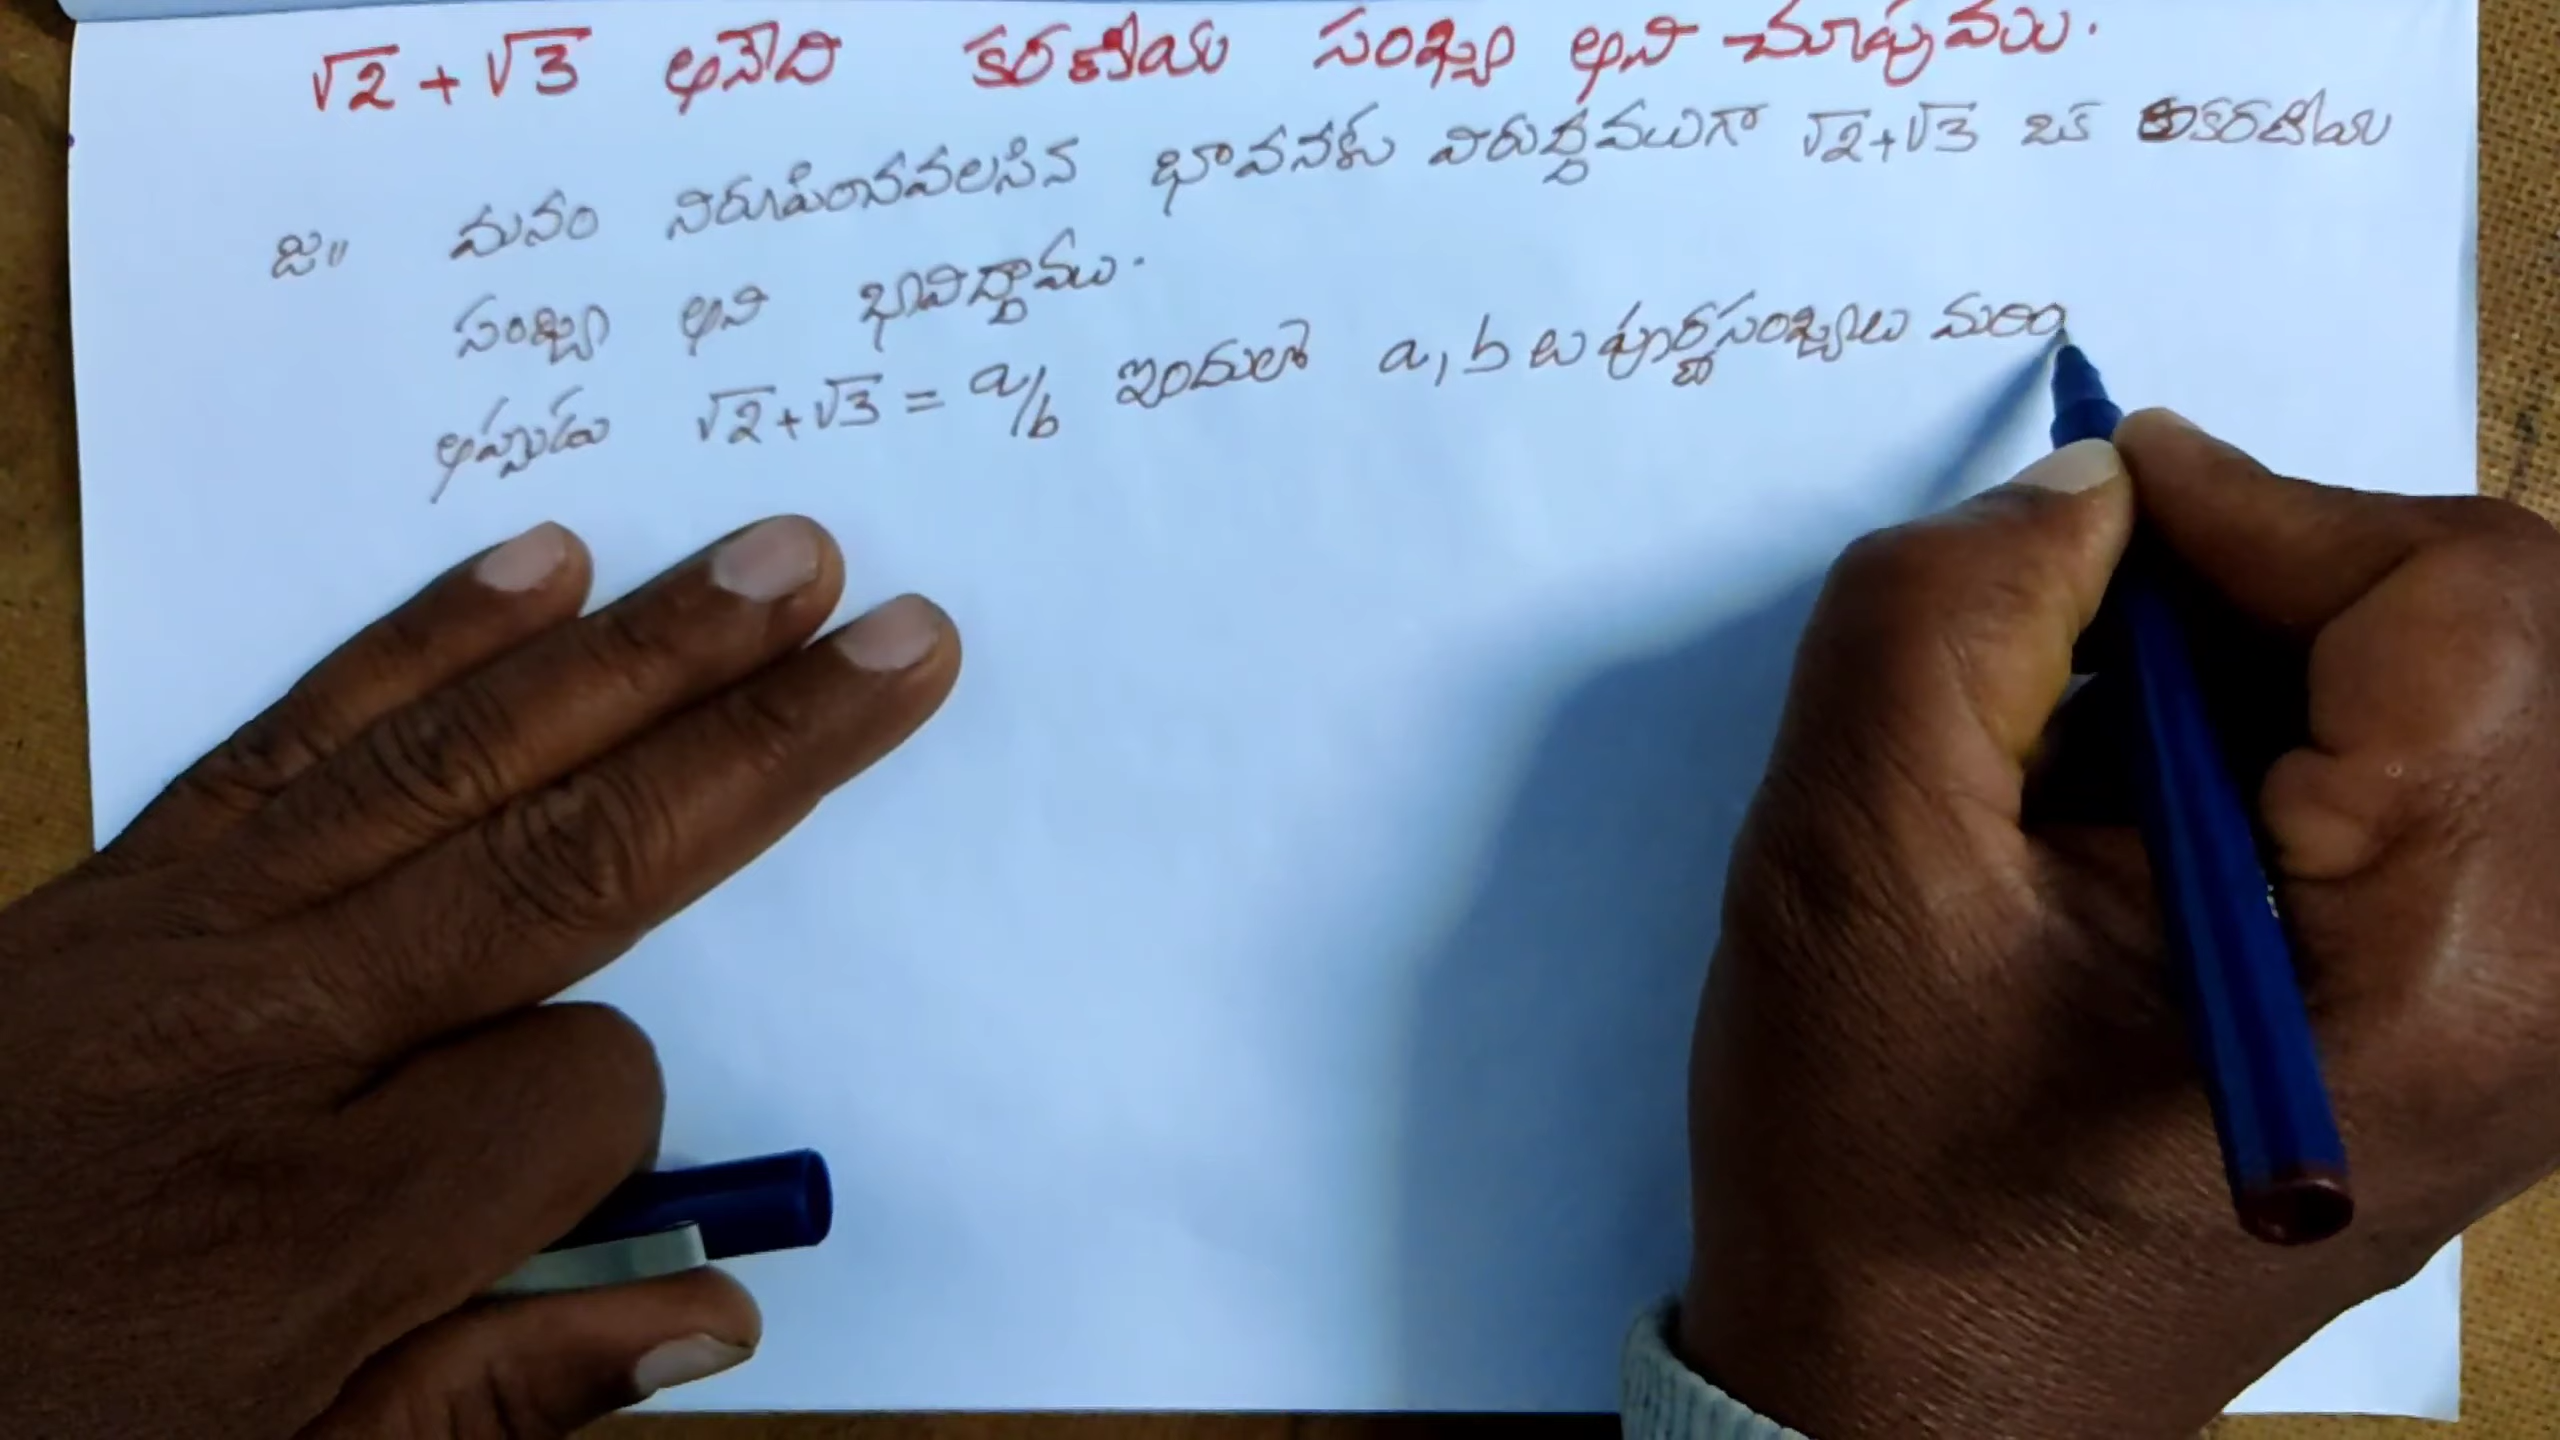 √2 + √3 అనేది కరణీయ సంఖ్య అని చూపుము.
జ॥ మనం నిరూపించవలసిన భావనకు విరుద్ధముగా √2+√3 ఒక అకరణీయ
సంఖ్యా అని భావిద్దాము.
అప్పుడు √2+√3 = a/b ఇందులో a, b లు పూర్ణసంఖ్యలు మరి